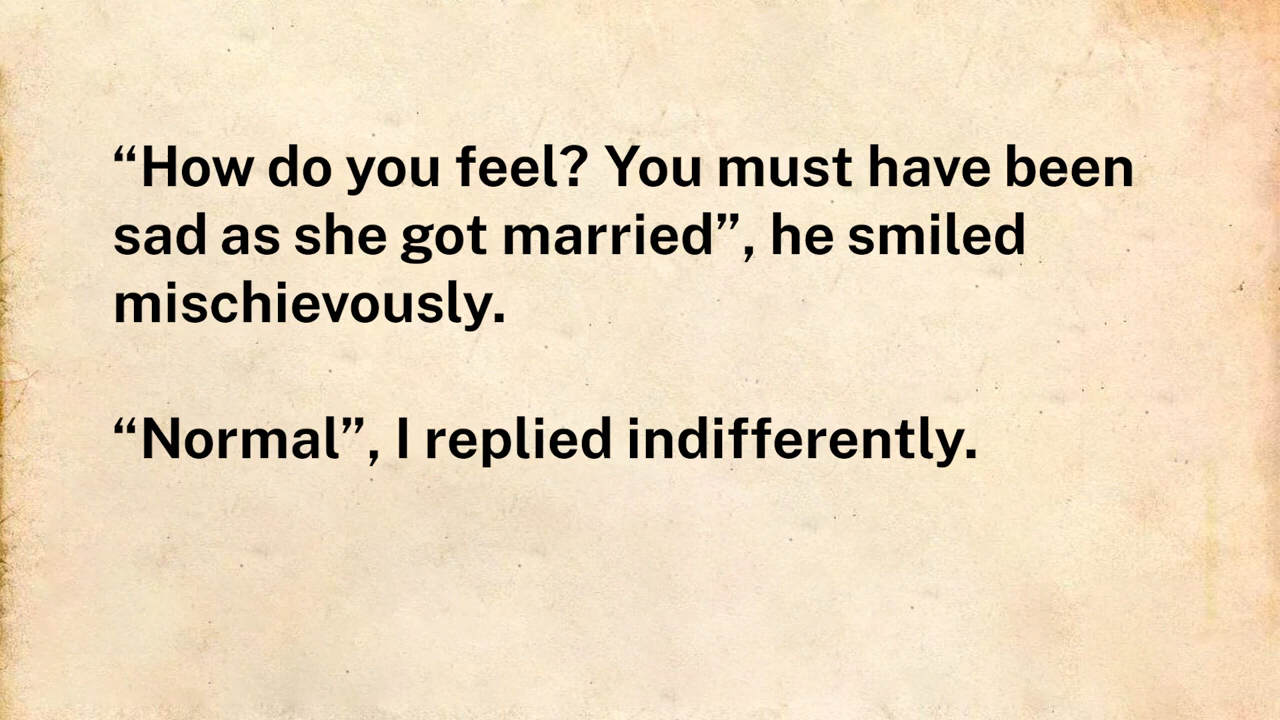 “How do you feel? You must have been
sad as she got married”, he smiled
mischievously.
“Normal”, I replied indifferently.